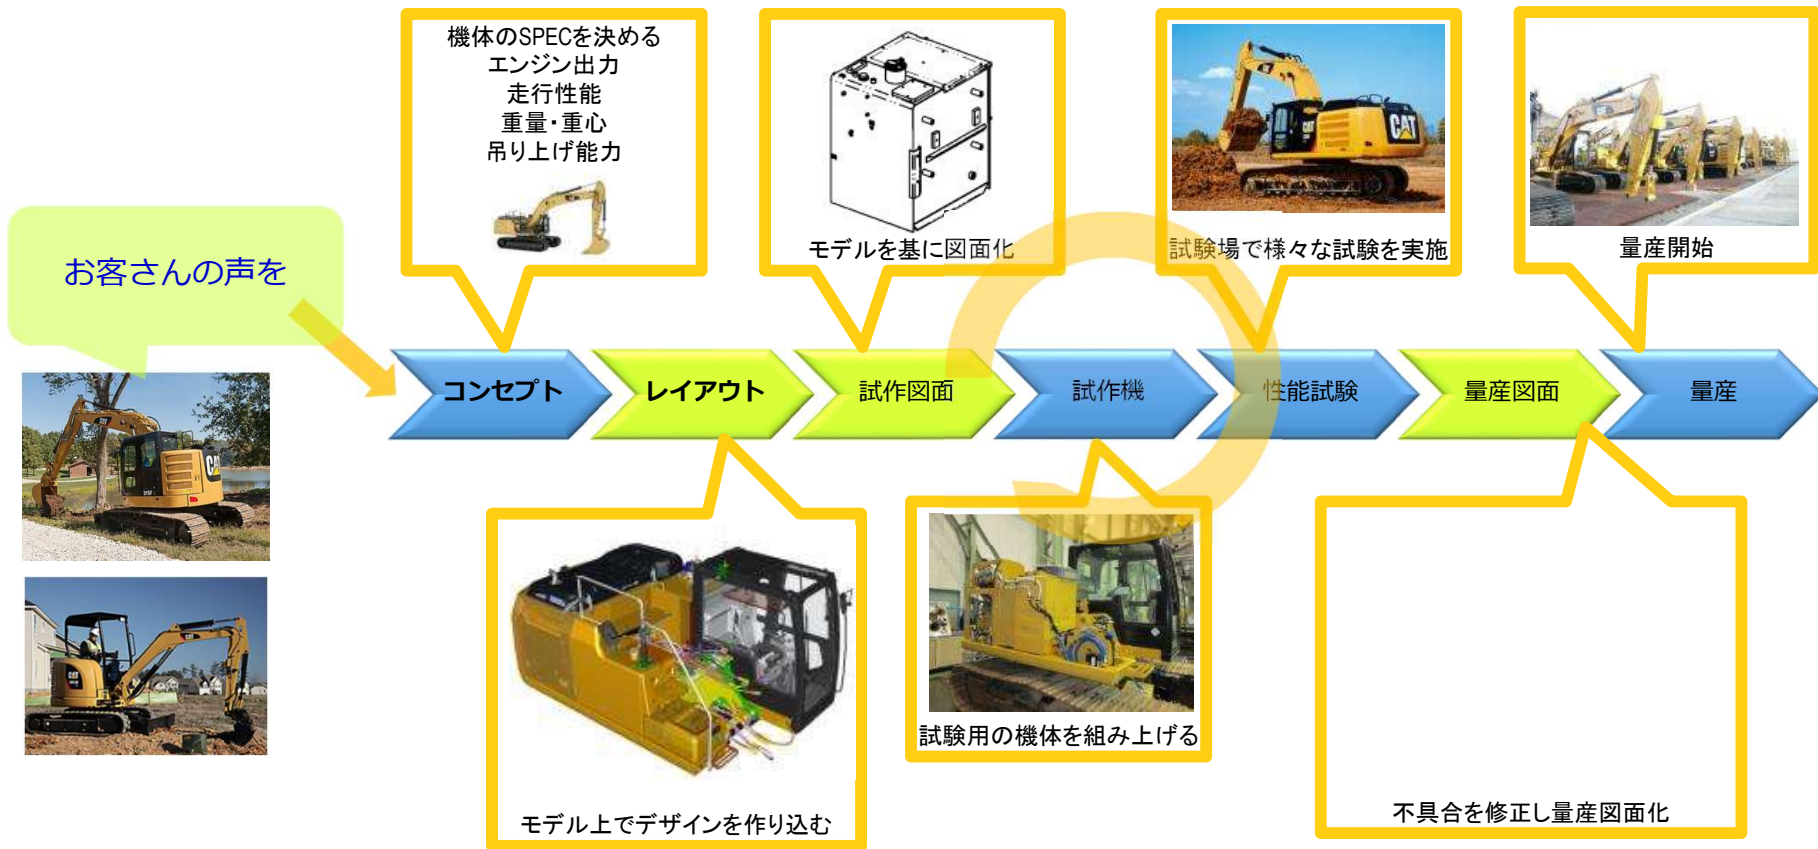 機体のSPECを決める
エンジン出力
走行性能
重量・重心
吊り上げ能力
モデルを基に図面化
CAT
試験場で様々な試験を実施
量産開始
お客さんの声を
コンセプト
レイアウト
試作図面
試作機
性能試験
量産図面
量産
CAT
CAT
モデル上でデザインを作り込む
試験用の機体を組み上げる
不具合を修正し量産図面化